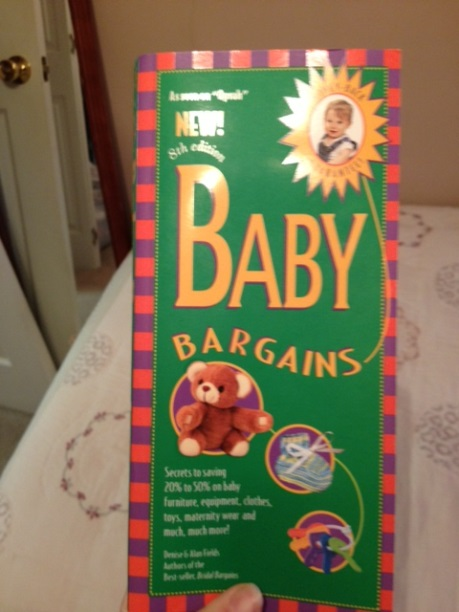 As seen on "Oprah"
NEW!
8th edition
BABY
BARGAINS
Secrets to saving
20% to 50% on baby
furniture, equipment, clothes,
toys, maternity wear and
much, much more!
Denise & Alan Fields
Authors of the
Best-seller, Bridal Bargains